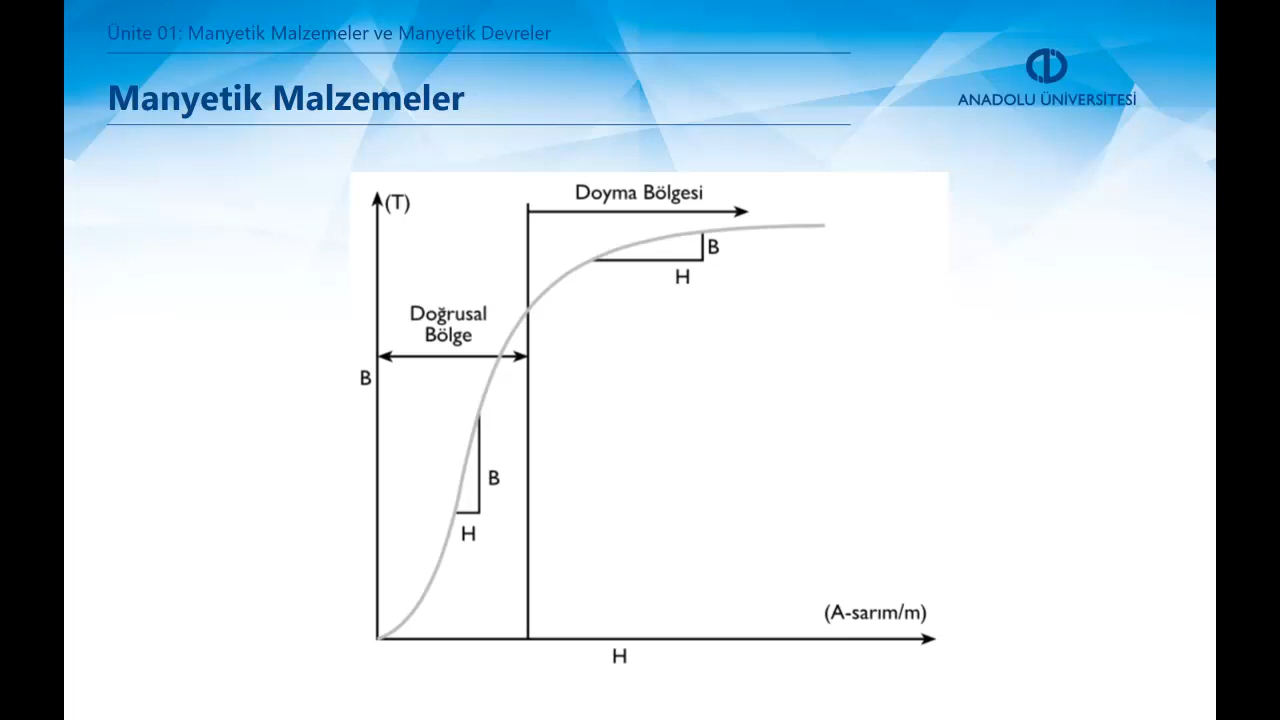 Ünite 01: Manyetik Malzemeler ve Manyetik Devreler
Manyetik Malzemeler
ANADOLU ÜNİVERSİTESİ
(T)
Doyma Bölgesi
B
H
Doğrusal
Bölge
B
B
H
(A-sarım/m)
H